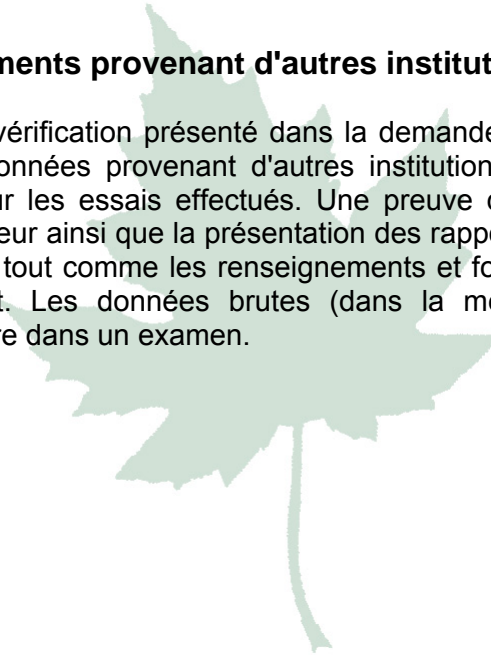 ments provenant d'autres institut
vérification présenté dans la demande
onnées provenant d'autres institution
r les essais effectués. Une preuve
eur ainsi que la présentation des rappo
tout comme les renseignements et fo
t. Les données brutes (dans la me
re dans un examen.